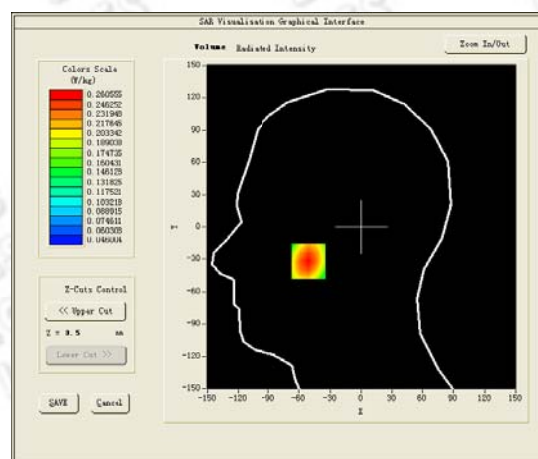 SAR Visualisation Graphical Interface
Volume Radiated Intensity
Zoom In/Out
Colors Scale
(W/kg)
0.260555
0.246252
0.231948
0.217645
0.203342
0.189038
0.174735
0.160431
0.146128
0.131825
0.117521
0.103218
0.088915
0.074611
0.060308
0.046004
Z-Cuts Control
<< Upper Cut
Z = 0.5 mm
Lower Cut >>
SAVE
Cancel
150
120
90
60
30
0
-30
-60
-90
-120
-150
Y
-150 -120 -90 -60 -30 0 30 60 90 120 150
X